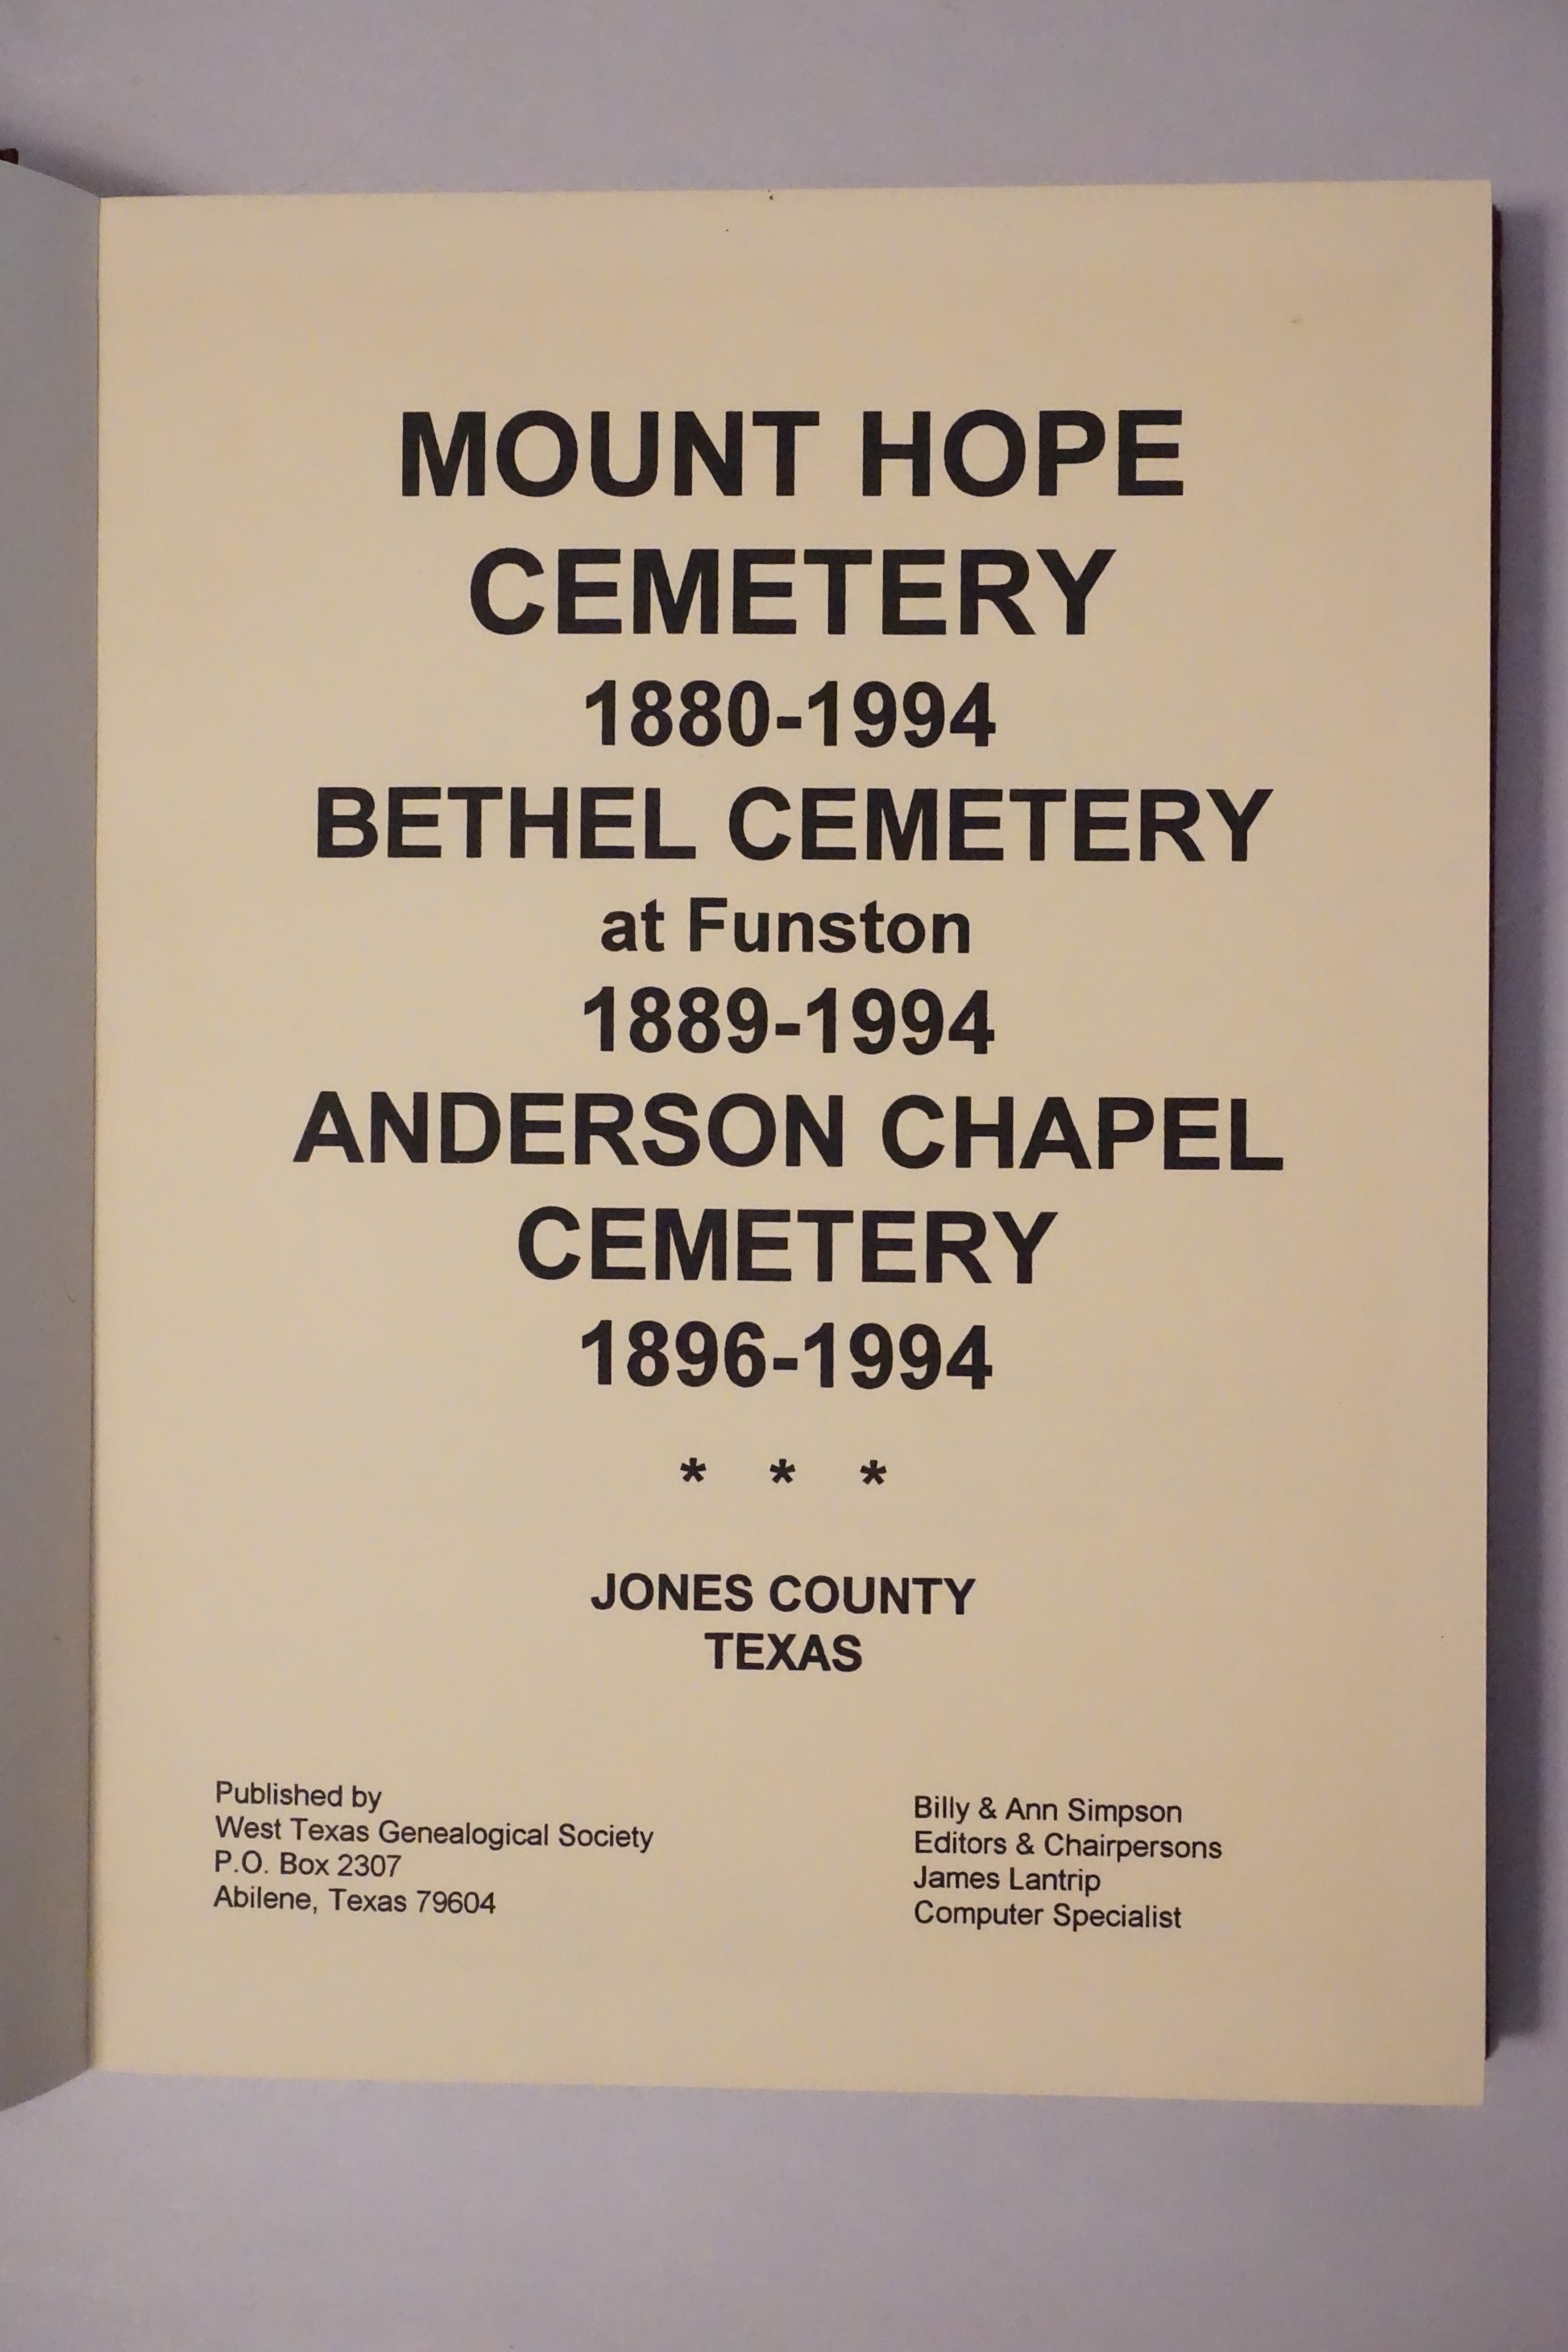 MOUNT HOPE
CEMETERY
1880-1994
BETHEL CEMETERY
at Funston
1889-1994
ANDERSON CHAPEL
CEMETERY
1896-1994
* * *
JONES COUNTY
TEXAS
Published by
West Texas Genealogical Society
P.O. Box 2307
Abilene, Texas 79604
Billy & Ann Simpson
Editors & Chairpersons
James Lantrip
Computer Specialist